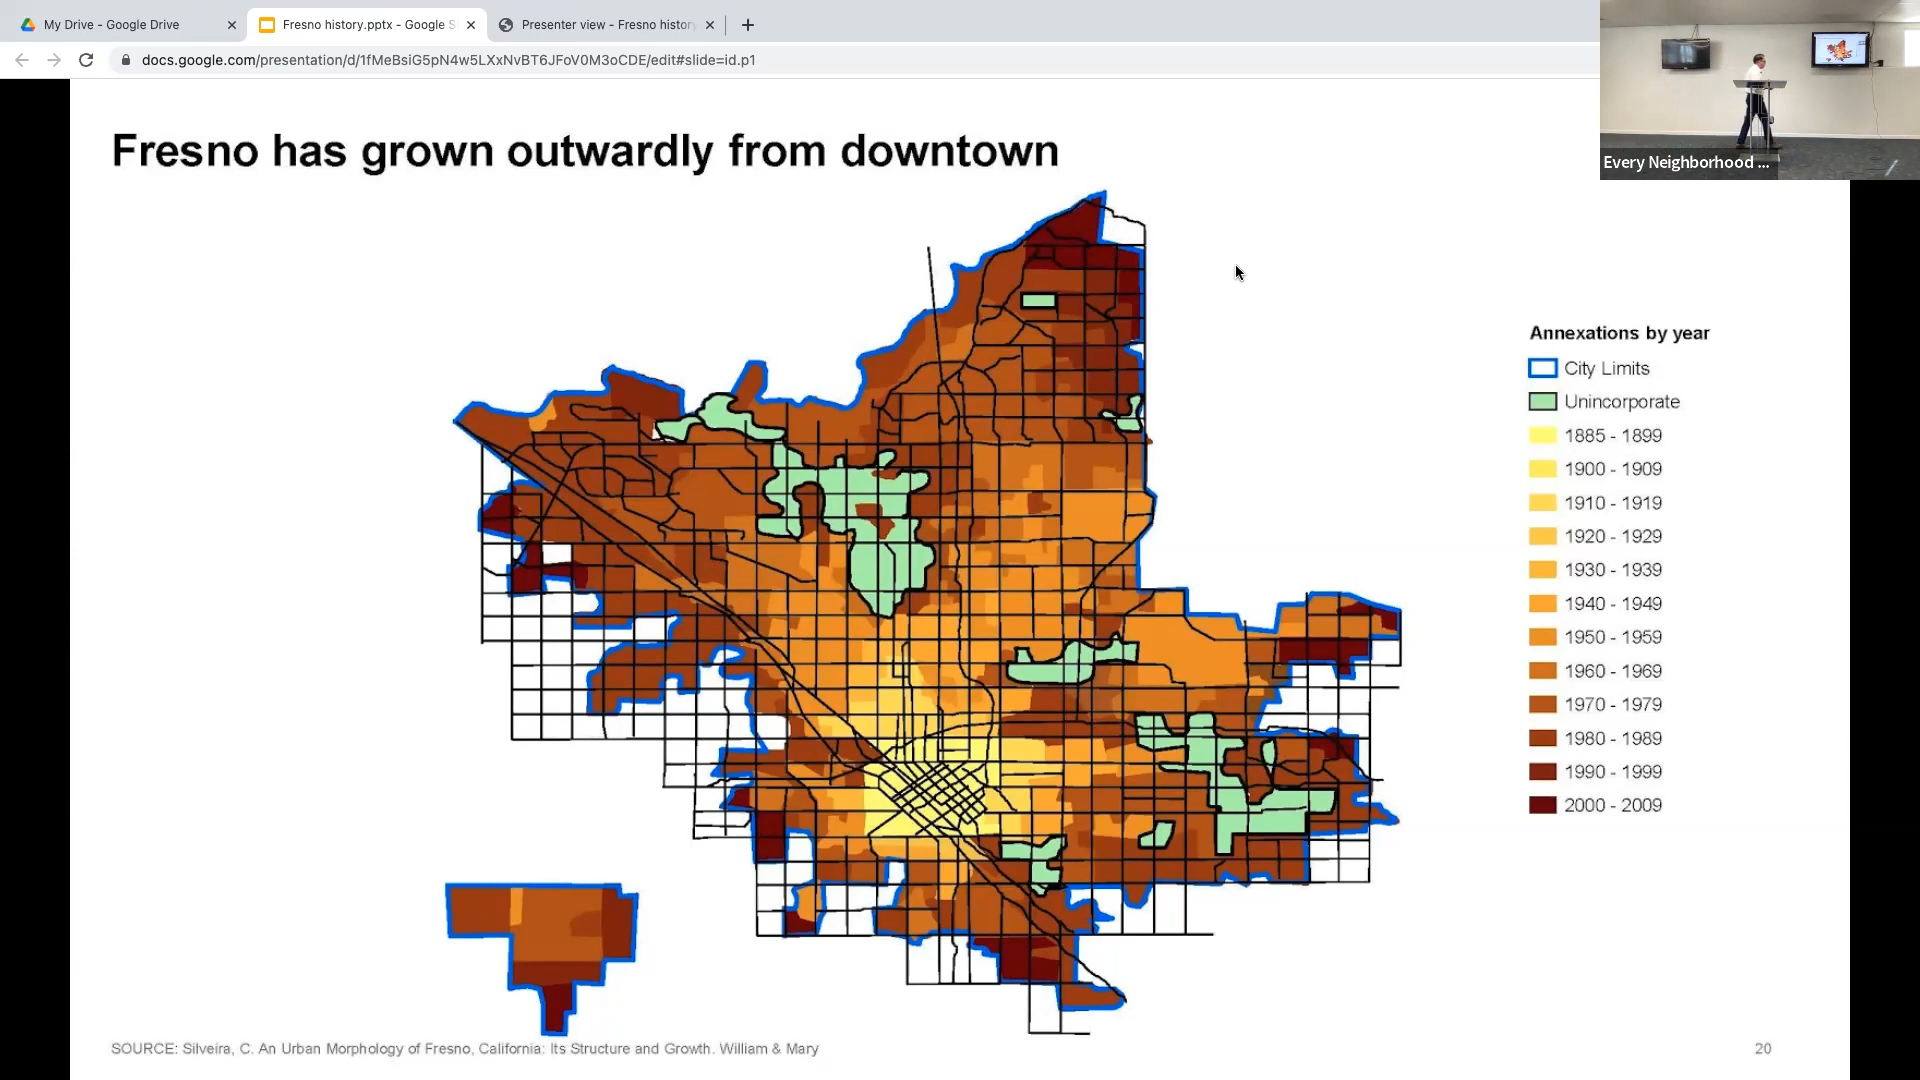 My Drive - Google Drive
Fresno history.pptx - Google S
Presenter view - Fresno history
docs.google.com/presentation/d/1fMeBsiG5pN4w5LXxNvBT6JFoV0M3oCDE/edit#slide=id.p1
Every Neighborhood ...
Fresno has grown outwardly from downtown
Annexations by year
City Limits
Unincorporate
1885 - 1899
1900 - 1909
1910 - 1919
1920 - 1929
1930 - 1939
1940 - 1949
1950 - 1959
1960 - 1969
1970 - 1979
1980 - 1989
1990 - 1999
2000 - 2009
SOURCE: Silveira, C. An Urban Morphology of Fresno, California: Its Structure and Growth. William & Mary
20